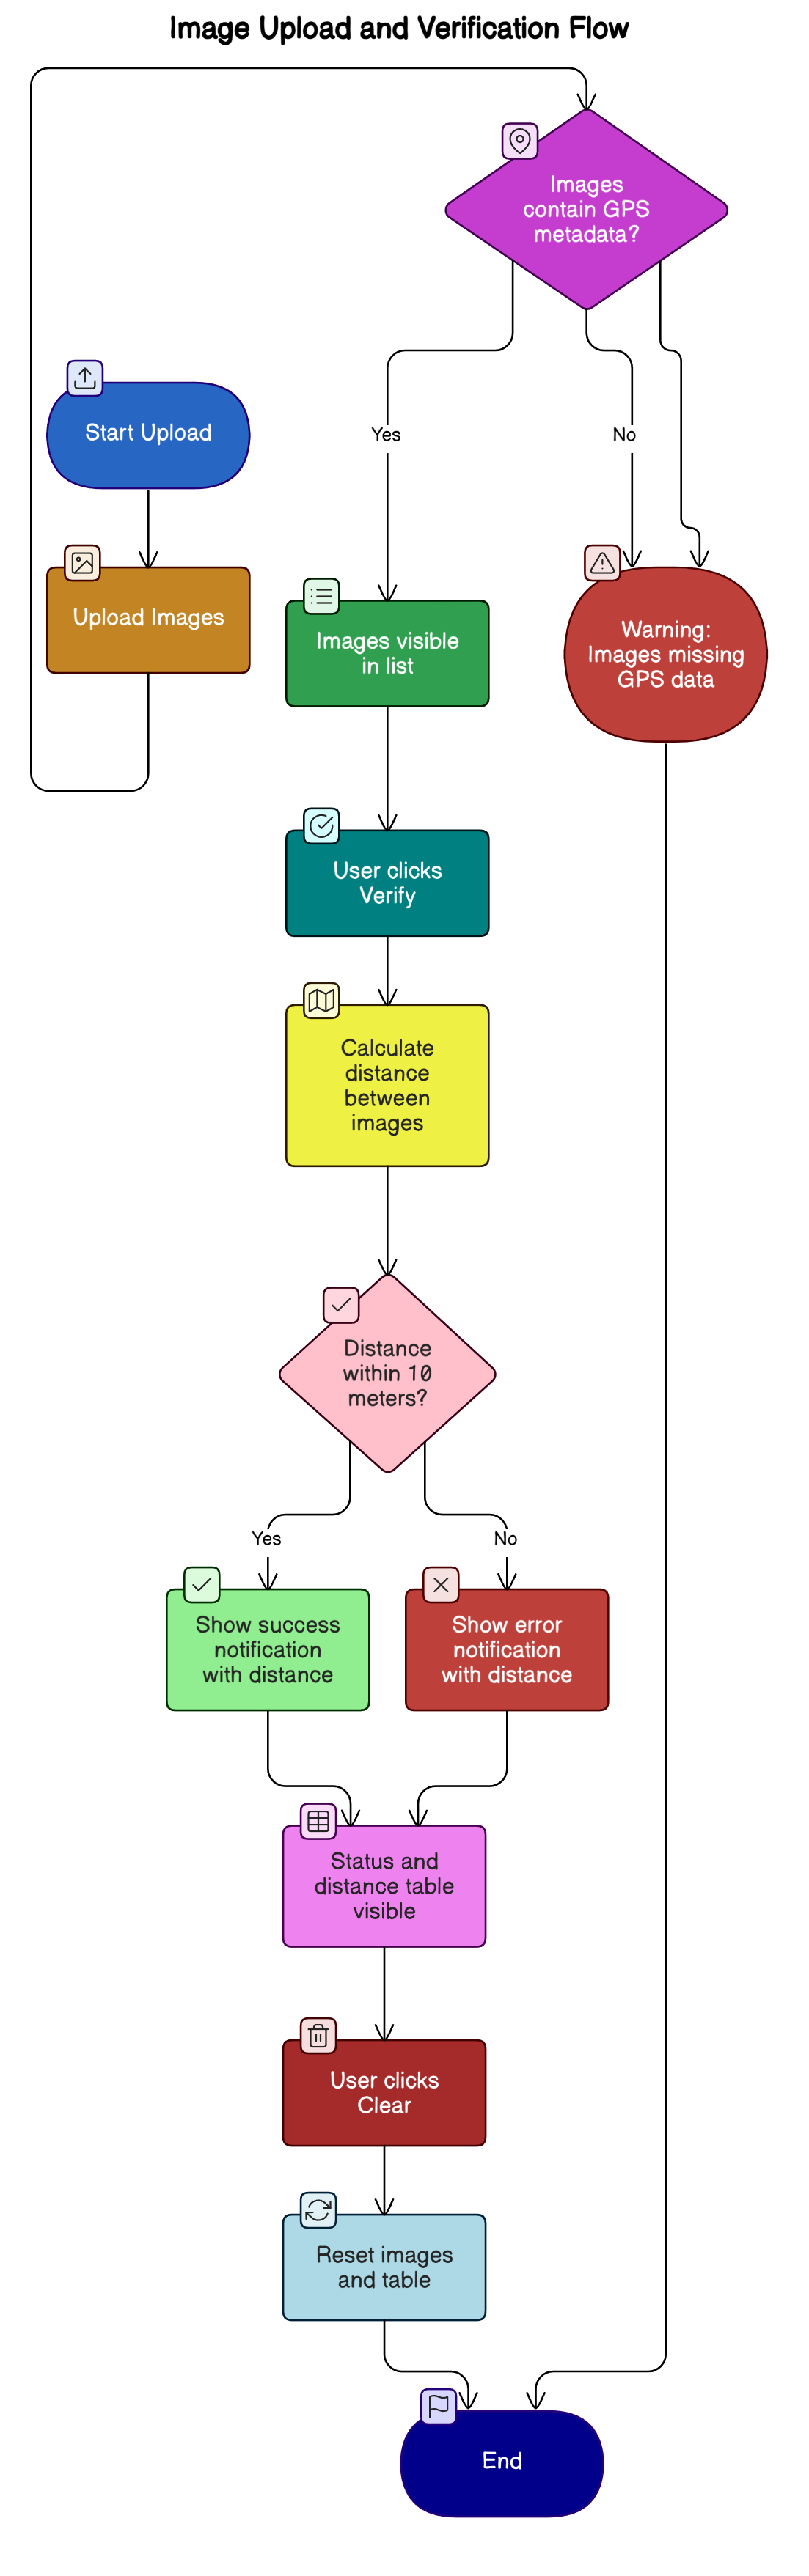 Image Upload and Verification Flow
Images
contain GPS
metadata?
Start Upload
Yes
No
Upload Images
Images visible
in list
Warning:
Images missing
GPS data
User clicks
Verify
Calculate
distance
between
images
Distance
within 10
meters?
Yes
No
Show success
notification
with distance
Show error
notification
with distance
Status and
distance table
visible
User clicks
Clear
Reset images
and table
End